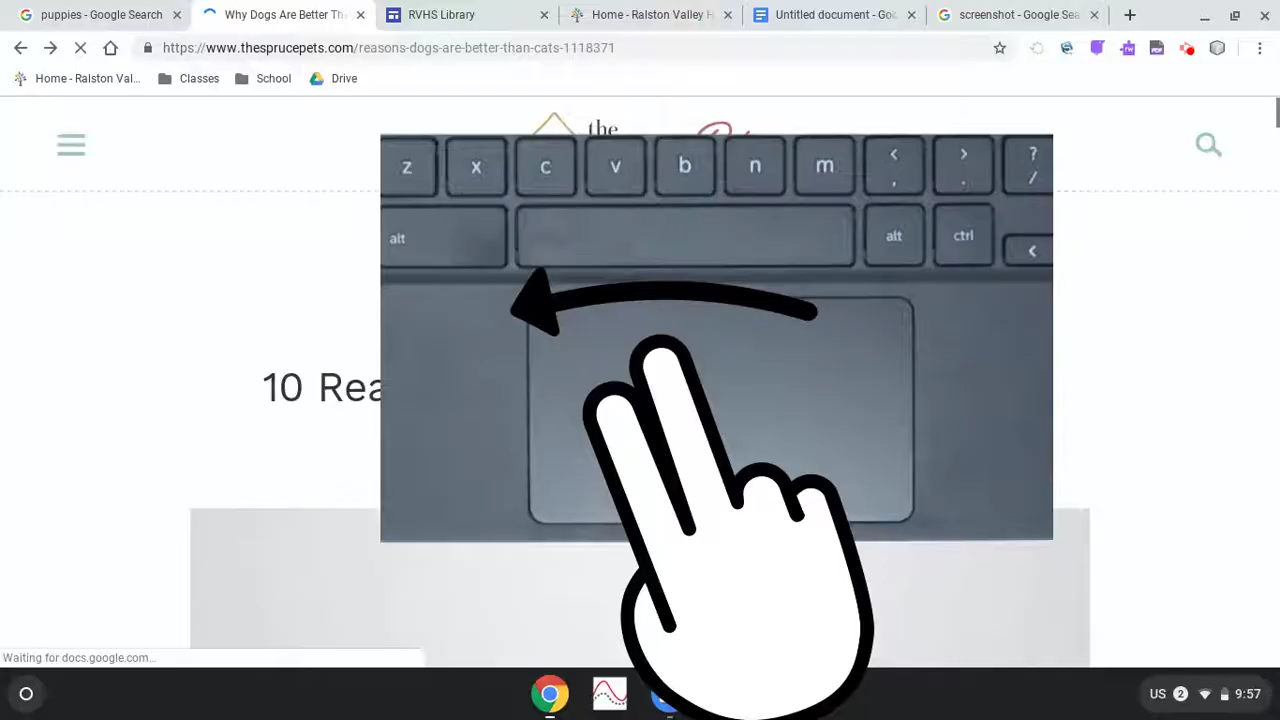 puppies - Google Search
Why Dogs Are Better Th
RVHS Library
Home - Ralston Valley H
Untitled document - Goo
screenshot - Google Sea
https://www.thesprucepets.com/reasons-dogs-are-better-than-cats-1118371
Home - Ralston Val...
Classes
School
Drive
the
z x c v b n m < , > . ? /
alt alt ctrl <
10 Rea
Waiting for docs.google.com...
US 2 9:57